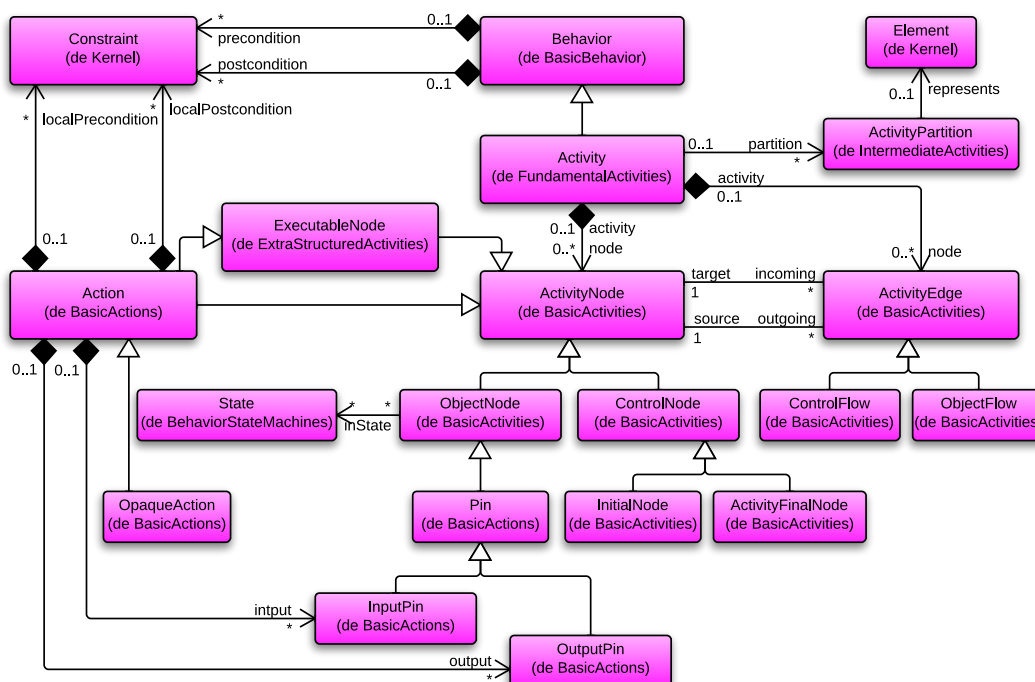 Constraint
(de Kernel)
*
precondition
0..1
postcondition
*
0..1
Behavior
(de BasicBehavior)
Element
(de Kernel)
0..1
represents
*
localPrecondition
*
localPostcondition
Activity
(de FundamentalActivities)
0..1
partition
*
ActivityPartition
(de IntermediateActivities)
activity
0..1
ExecutableNode
(de ExtraStructuredActivities)
0..1
activity
0..*
node
0..*
node
0..1
0..1
Action
(de BasicActions)
ActivityNode
(de BasicActivities)
target
incoming
1
*
source
outgoing
1
*
ActivityEdge
(de BasicActivities)
0..1
0..1
State
(de BehaviorStateMachines)
*
*
inState
ObjectNode
(de BasicActivities)
ControlNode
(de BasicActivities)
ControlFlow
(de BasicActivities)
ObjectFlow
(de BasicActivities)
OpaqueAction
(de BasicActions)
Pin
(de BasicActions)
InitialNode
(de BasicActivities)
ActivityFinalNode
(de BasicActivities)
intput
*
InputPin
(de BasicActions)
output
*
OutputPin
(de BasicActions)